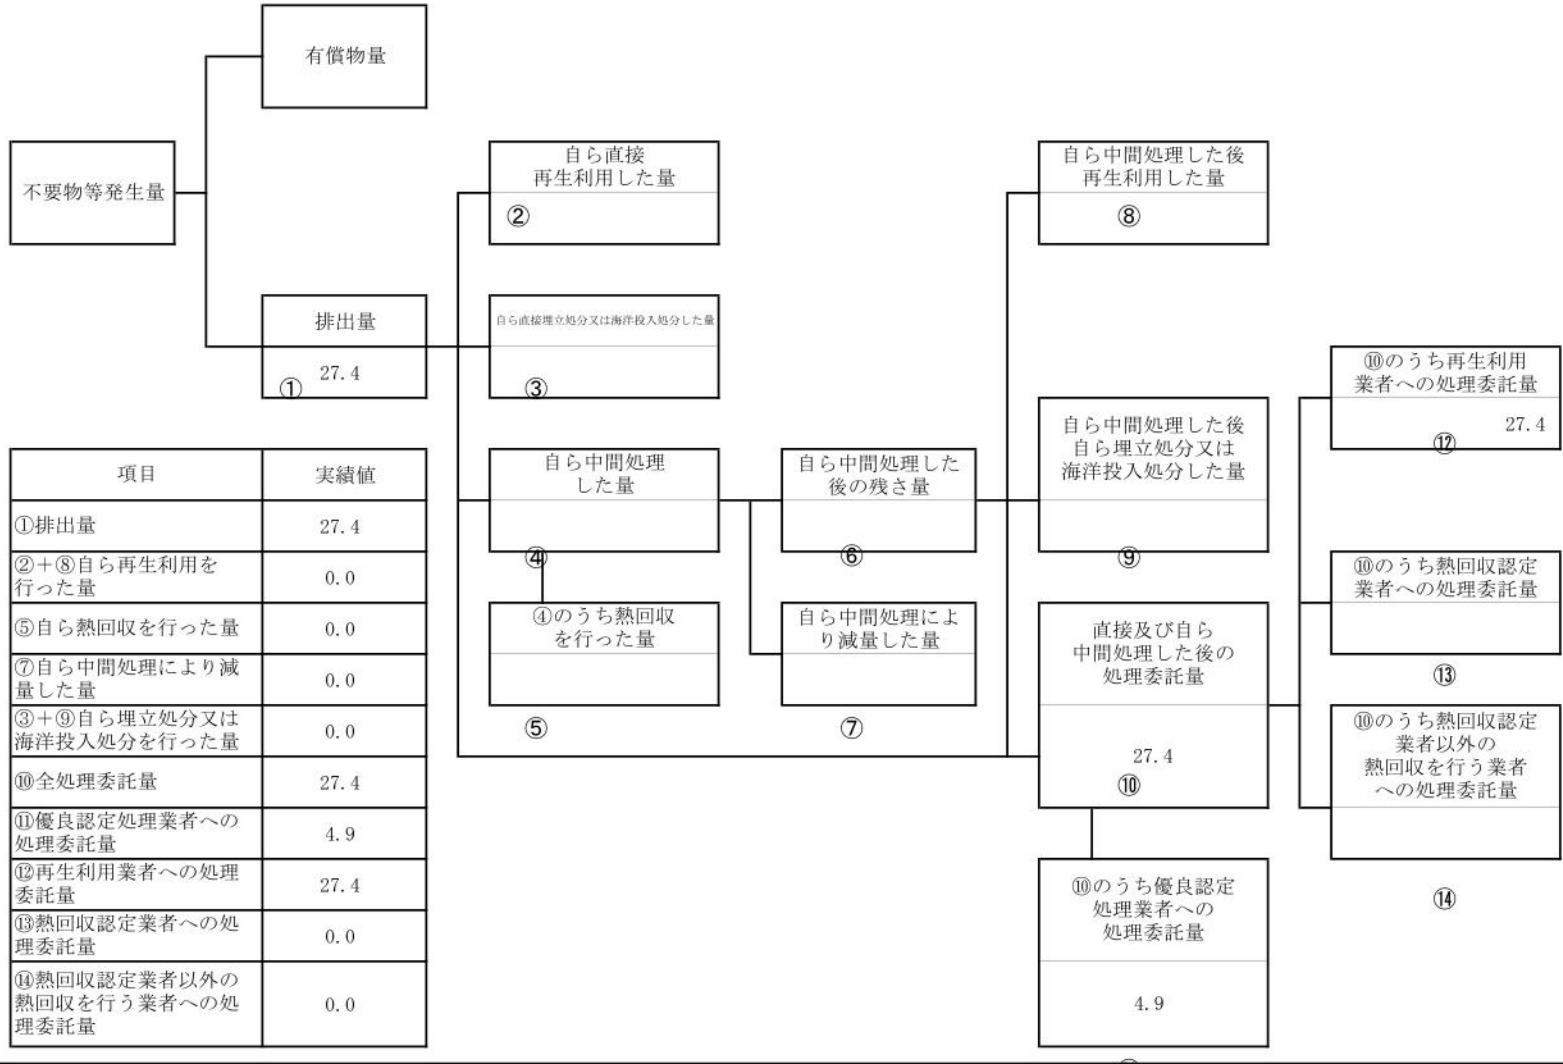 有償物量
不要物等発生量
排出量
27.4
①
自ら直接
再生利用した量
②
自ら直接埋立処分又は海洋投入処分した量
③
自ら中間処理
した量
④
④のうち熱回収
を行った量
⑤
自ら中間処理した
後の残さ量
⑥
自ら中間処理によ
り減量した量
⑦
自ら中間処理した後
再生利用した量
⑧
自ら中間処理した後
自ら埋立処分又は
海洋投入処分した量
⑨
直接及び自ら
中間処理した後の
処理委託量
27.4
⑩
⑩のうち優良認定
処理業者への
処理委託量
4.9
⑩のうち再生利用
業者への処理委託量
27.4
⑫
⑩のうち熱回収認定
業者への処理委託量
⑬
⑩のうち熱回収認定
業者以外の
熱回収を行う業者
への処理委託量
⑭
項目 実績値
①排出量 27.4
②＋⑧自ら再生利用を
行った量 0.0
⑤自ら熱回収を行った量 0.0
⑦自ら中間処理により減
量した量 0.0
③＋⑨自ら埋立処分又は
海洋投入処分を行った量 0.0
⑩全処理委託量 27.4
⑪優良認定処理業者への
処理委託量 4.9
⑫再生利用業者への処理
委託量 27.4
⑬熱回収認定業者への処
理委託量 0.0
⑭熱回収認定業者以外の
熱回収を行う業者への処
理委託量 0.0